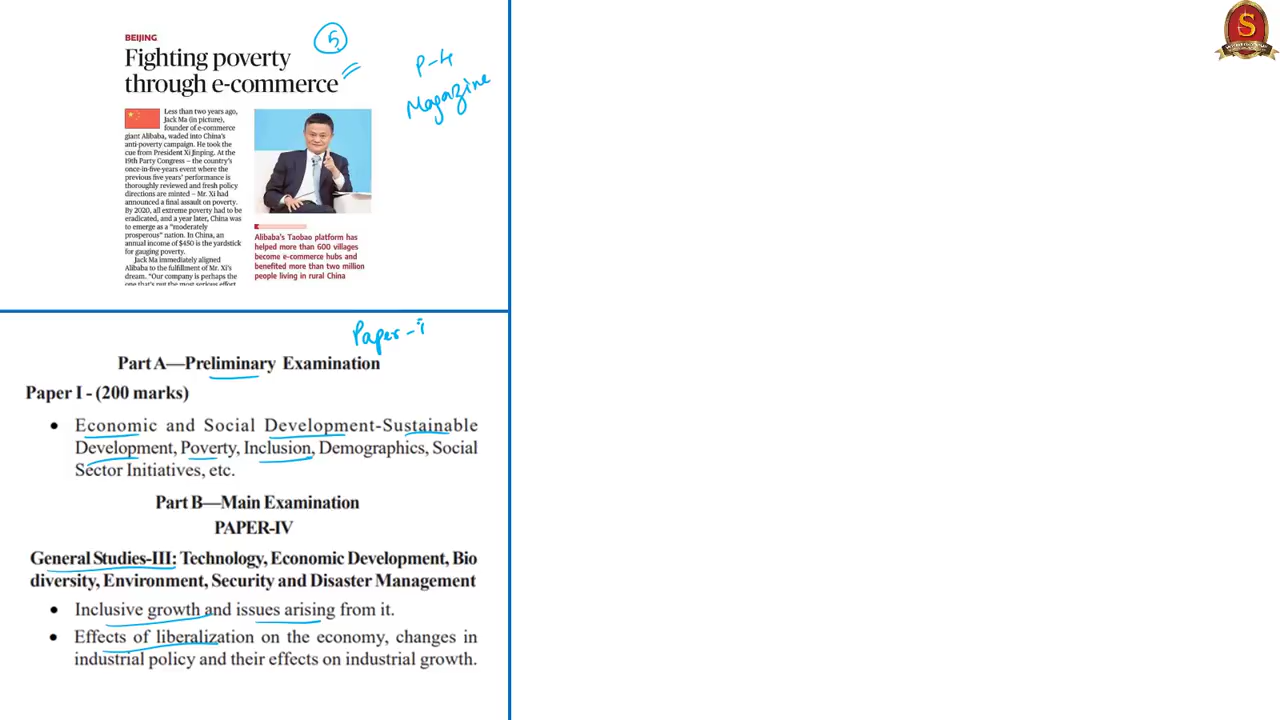 BEIJING
Fighting poverty
through e-commerce
5
P-4
Magazine
Less than two years ago,
Jack Ma (in picture),
founder of e-commerce
giant Alibaba, waded into China's
anti-poverty campaign. He took the
cue from President Xi Jinping. At the
19th Party Congress – the country's
once-in-five-years event where the
previous five years' performance is
thoroughly reviewed and fresh policy
directions are minted – Mr. Xi had
announced a final assault on poverty.
By 2020, all extreme poverty had to be
eradicated, and a year later, China was
to emerge as a "moderately
prosperous" nation. In China, an
annual income of $450 is the yardstick
for gauging poverty.
Jack Ma immediately aligned
Alibaba to the fulfillment of Mr. Xi's
dream. "Our company is perhaps the
one that's put the most serious effort
Alibaba's Taobao platform has
helped more than 600 villages
become e-commerce hubs and
benefited more than two million
people living in rural China
S
Paper-I
Part A—Preliminary Examination
Paper I - (200 marks)
• Economic and Social Development-Sustainable
Development, Poverty, Inclusion, Demographics, Social
Sector Initiatives, etc.
Part B—Main Examination
PAPER-IV
General Studies-III: Technology, Economic Development, Bio
diversity, Environment, Security and Disaster Management
• Inclusive growth and issues arising from it.
• Effects of liberalization on the economy, changes in
industrial policy and their effects on industrial growth.